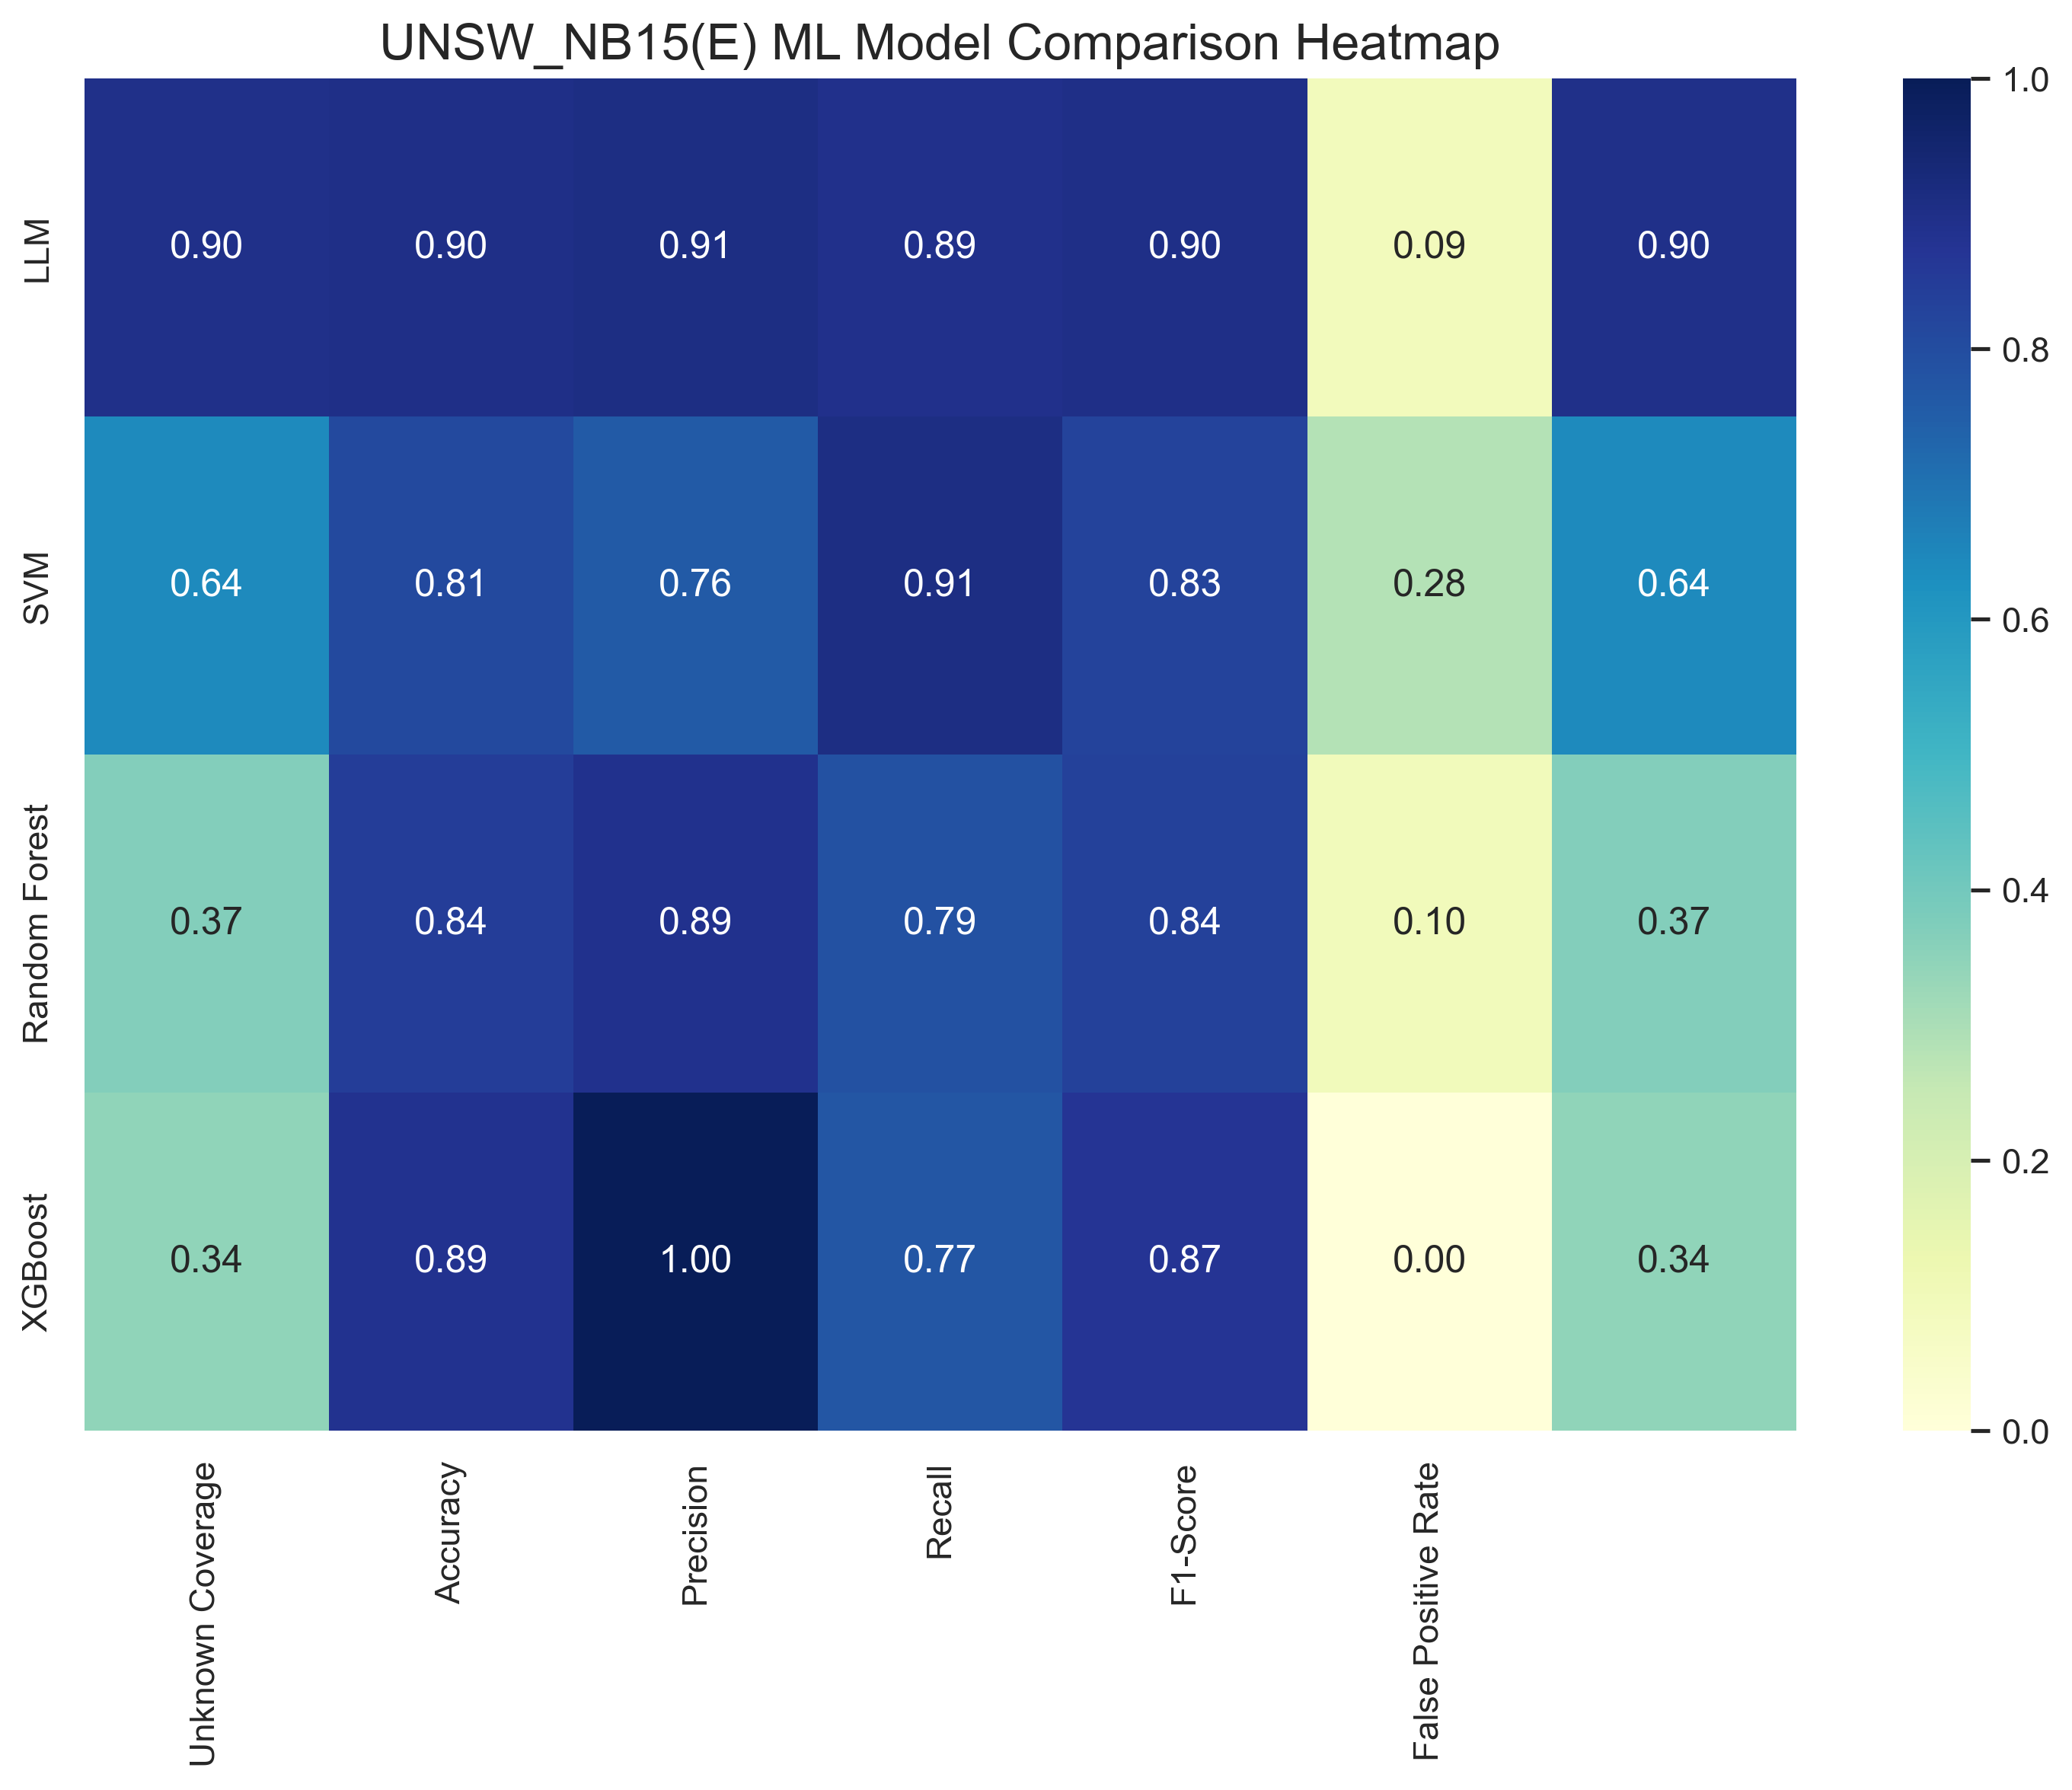 UNSW_NB15(E) ML Model Comparison Heatmap
LLM
0.90 0.90 0.91 0.89 0.90 0.09 0.90
SVM
0.64 0.81 0.76 0.91 0.83 0.28 0.64
Random Forest
0.37 0.84 0.89 0.79 0.84 0.10 0.37
XGBoost
0.34 0.89 1.00 0.77 0.87 0.00 0.34
Unknown Coverage
Accuracy
Precision
Recall
F1-Score
False Positive Rate
1.0
0.8
0.6
0.4
0.2
0.0